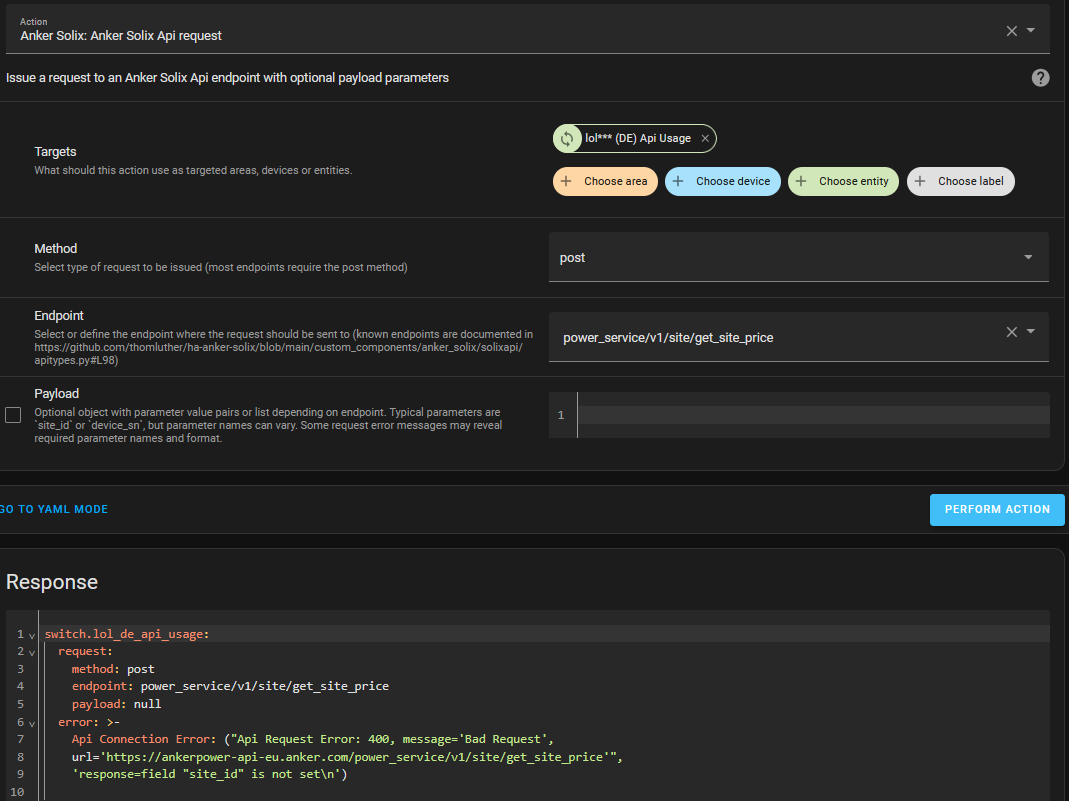 Action
Anker Solix: Anker Solix Api request
Issue a request to an Anker Solix Api endpoint with optional payload parameters
Targets
What should this action use as targeted areas, devices or entities.
lol*** (DE) Api Usage
Choose area
Choose device
Choose entity
Choose label
Method
Select type of request to be issued (most endpoints require the post method)
post
Endpoint
Select or define the endpoint where the request should be sent to (known endpoints are documented in
https://github.com/thomluther/ha-anker-solix/blob/main/custom_components/anker_solix/solixapi/
apitypes.py#L98)
power_service/v1/site/get_site_price
Payload
Optional object with parameter value pairs or list depending on endpoint. Typical parameters are
`site_id` or `device_sn`, but parameter names can vary. Some request error messages may reveal
required parameter names and format.
1
GO TO YAML MODE
PERFORM ACTION
Response
1 switch.lol_de_api_usage:
2 request:
3 method: post
4 endpoint: power_service/v1/site/get_site_price
5 payload: null
6 error: >-
7 Api Connection Error: ("Api Request Error: 400, message='Bad Request',
8 url='https://ankerpower-api-eu.anker.com/power_service/v1/site/get_site_price'",
9 'response=field "site_id" is not set\n')
10